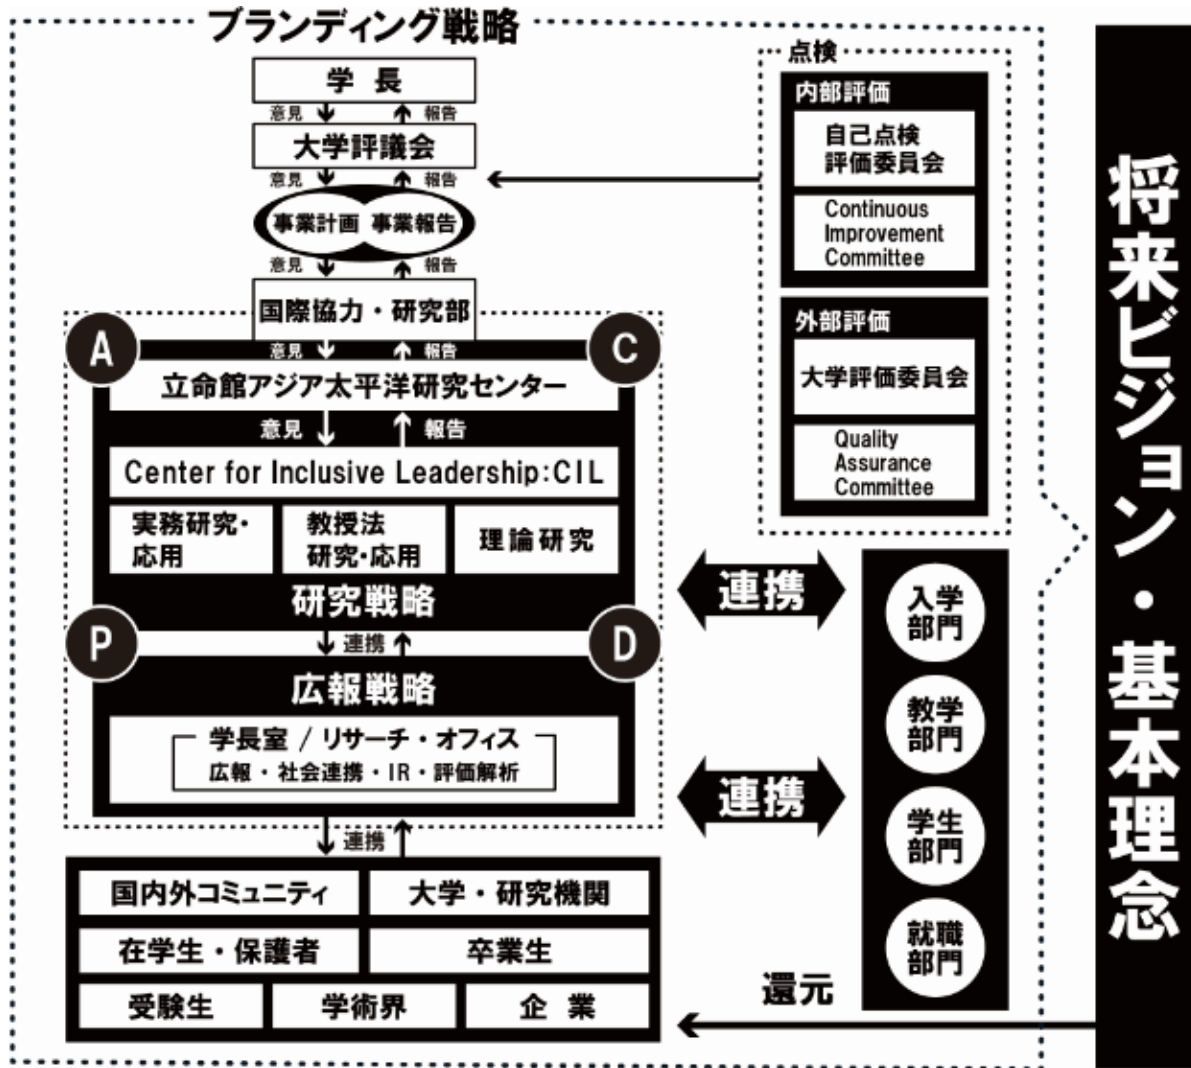 ブランディング戦略
学 長
意見 報告
大学評議会
意見 報告
事業計画 事業報告
意見 報告
国際協力・研究部
A
C
意見 報告
立命館アジア太平洋研究センター
意見 報告
Center for Inclusive Leadership:CIL
実務研究・
応用
教授法
研究・応用
理論研究
研究戦略
P
D
連携
広報戦略
学長室 / リサーチ・オフィス
広報・社会連携・IR・評価解析
連携
国内外コミュニティ
大学・研究機関
在学生・保護者
卒業生
受験生
学術界
企 業
点検
内部評価
自己点検
評価委員会
Continuous
Improvement
Committee
外部評価
大学評価委員会
Quality
Assurance
Committee
連携
連携
入学
部門
教学
部門
学生
部門
就職
部門
還元
将来ビジョン・基本理念